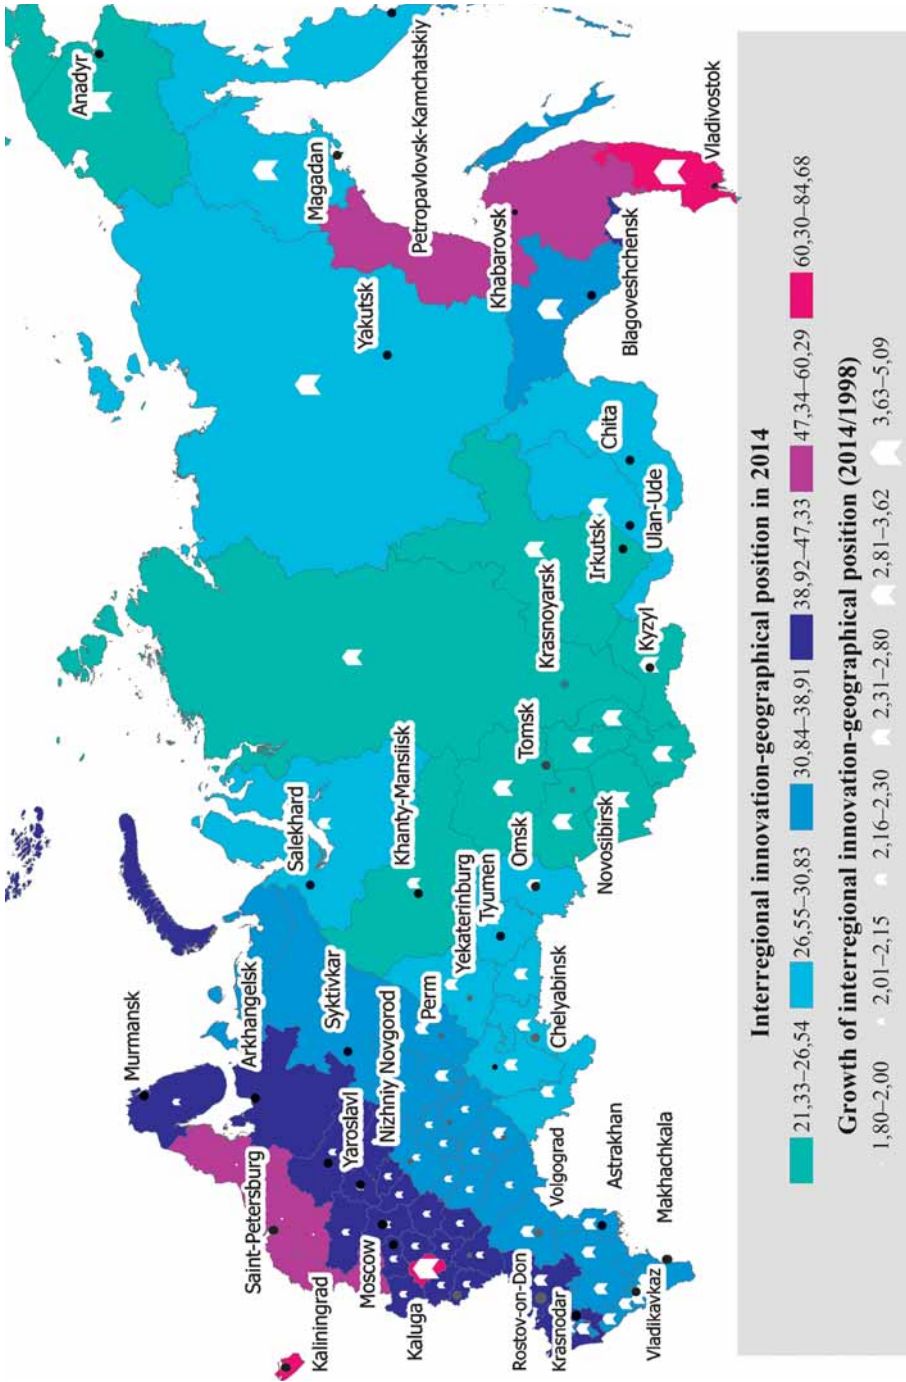 Murmansk
Arkhangelsk
Saint-Petersburg
Kaliningrad
Syktivkar
Salekhard
Yaroslavl
Moscow
Nizhniy Novgorod
Kaluga
Perm
Khanty-Mansiisk
Yekaterinburg
Tyumen
Rostov-on-Don
Krasnodar
Volgograd
Chelyabinsk
Omsk
Tomsk
Astrakhan
Novosibirsk
Vladikavkaz
Makhachkala
Krasnoyarsk
Kyzyl
Irkutsk
Ulan-Ude
Chita
Yakutsk
Anadyr
Magadan
Petropavlovsk-Kamchatskiy
Khabarovsk
Blagoveshchensk
Vladivostok
Interregional innovation-geographical position in 2014
21,33–26,54 26,55–30,83 30,84–38,91 38,92–47,33 47,34–60,29 60,30–84,68
Growth of interregional innovation-geographical position (2014/1998)
1,80–2,00 2,01–2,15 2,16–2,30 2,31–2,80 2,81–3,62 3,63–5,09